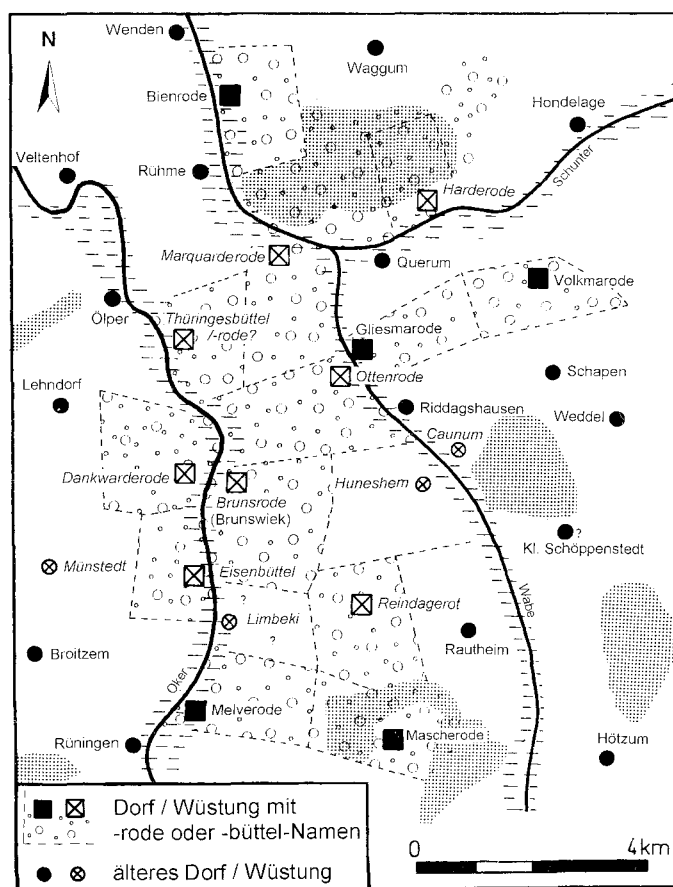 Wenden
N
Waggum
Bienrode
Hondelage
Veltenhof
Rühme
Harderode
Schunter
Marquarderode
Querum
Volkmarode
Ölper
Thüringesbüttel
/-rode?
Gliesmarode
Ottenrode
Schapen
Lehndorf
Riddagshausen
Weddel
Caunum
Dankwarderode
Brunsrode
(Brunswiek)
Huneshem
?
Kl. Schöppenstedt
Münstedt
Eisenbüttel
?
Limbeki
Reindagerot
Wabe
?
Rautheim
Broitzem
Oker
Melverode
Mascherode
Rüningen
Hötzum
Dorf / Wüstung mit
-rode oder -büttel-Namen
0 4km
älteres Dorf / Wüstung